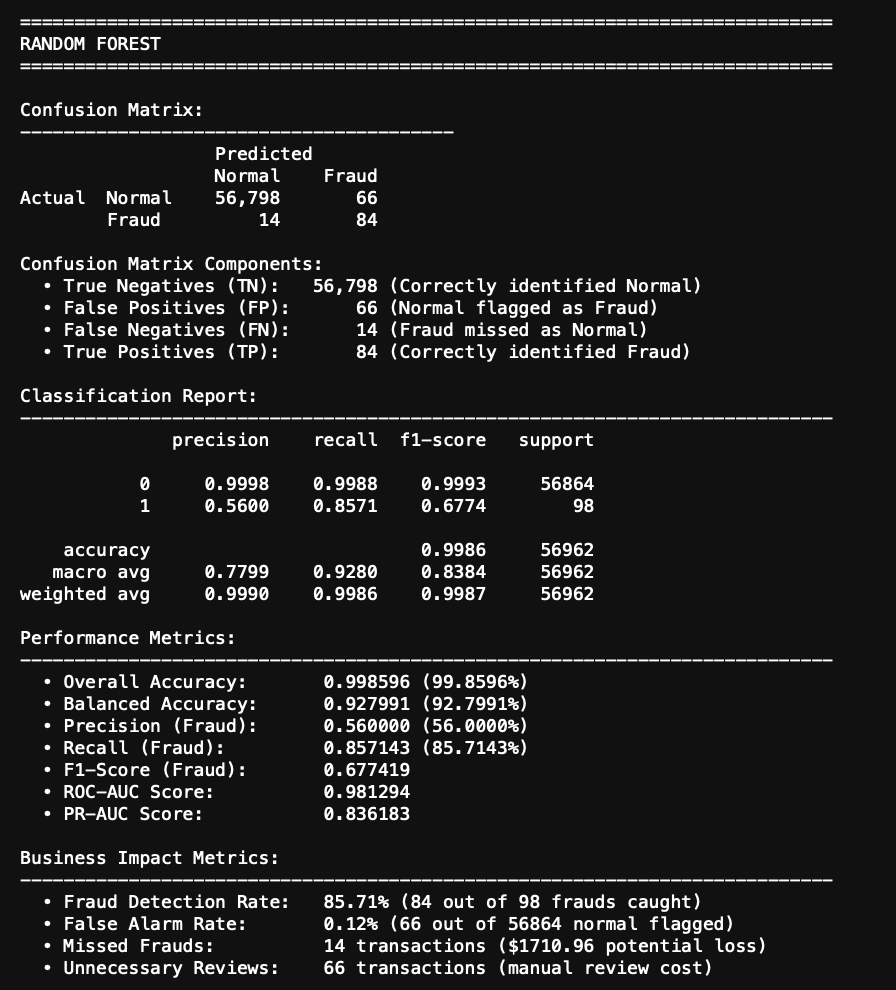 ===========================================================================
RANDOM FOREST
===========================================================================
Confusion Matrix:
----------------------------------------
Predicted
Normal    Fraud
Actual  Normal    56,798       66
Fraud        14       84
Confusion Matrix Components:
  • True Negatives (TN):   56,798 (Correctly identified Normal)
  • False Positives (FP):      66 (Normal flagged as Fraud)
  • False Negatives (FN):      14 (Fraud missed as Normal)
  • True Positives (TP):       84 (Correctly identified Fraud)
Classification Report:
---------------------------------------------------------------------------
              precision    recall  f1-score   support
           0     0.9998    0.9988    0.9993     56864
           1     0.5600    0.8571    0.6774        98
    accuracy                         0.9986     56962
   macro avg     0.7799    0.9280    0.8384     56962
weighted avg     0.9990    0.9986    0.9987     56962
Performance Metrics:
---------------------------------------------------------------------------
  • Overall Accuracy:       0.998596 (99.8596%)
  • Balanced Accuracy:      0.927991 (92.7991%)
  • Precision (Fraud):      0.560000 (56.0000%)
  • Recall (Fraud):         0.857143 (85.7143%)
  • F1-Score (Fraud):       0.677419
  • ROC-AUC Score:          0.981294
  • PR-AUC Score:           0.836183
Business Impact Metrics:
---------------------------------------------------------------------------
  • Fraud Detection Rate:   85.71% (84 out of 98 frauds caught)
  • False Alarm Rate:       0.12% (66 out of 56864 normal flagged)
  • Missed Frauds:          14 transactions ($1710.96 potential loss)
  • Unnecessary Reviews:    66 transactions (manual review cost)